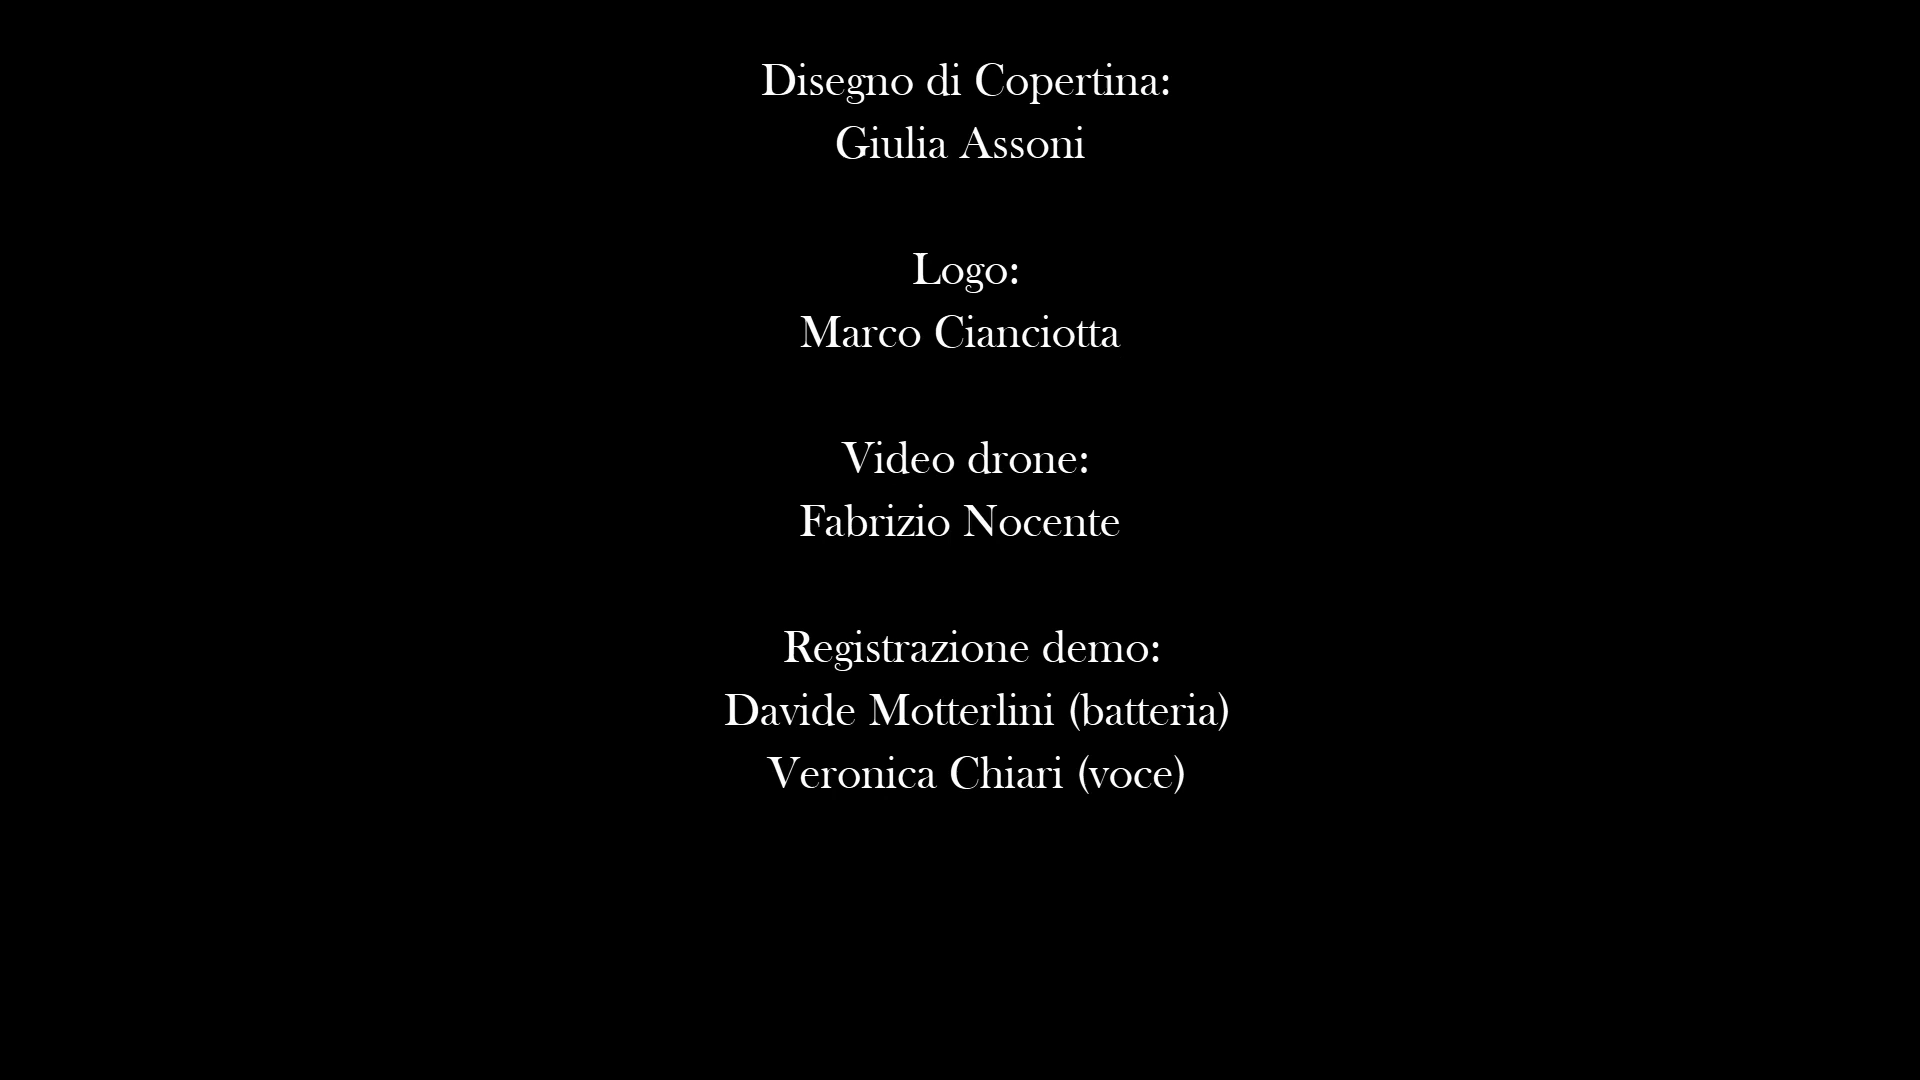 Disegno di Copertina:
Giulia Assoni
Logo:
Marco Cianciotta
Video drone:
Fabrizio Nocente
Registrazione demo:
Davide Motterlini (batteria)
Veronica Chiari (voce)